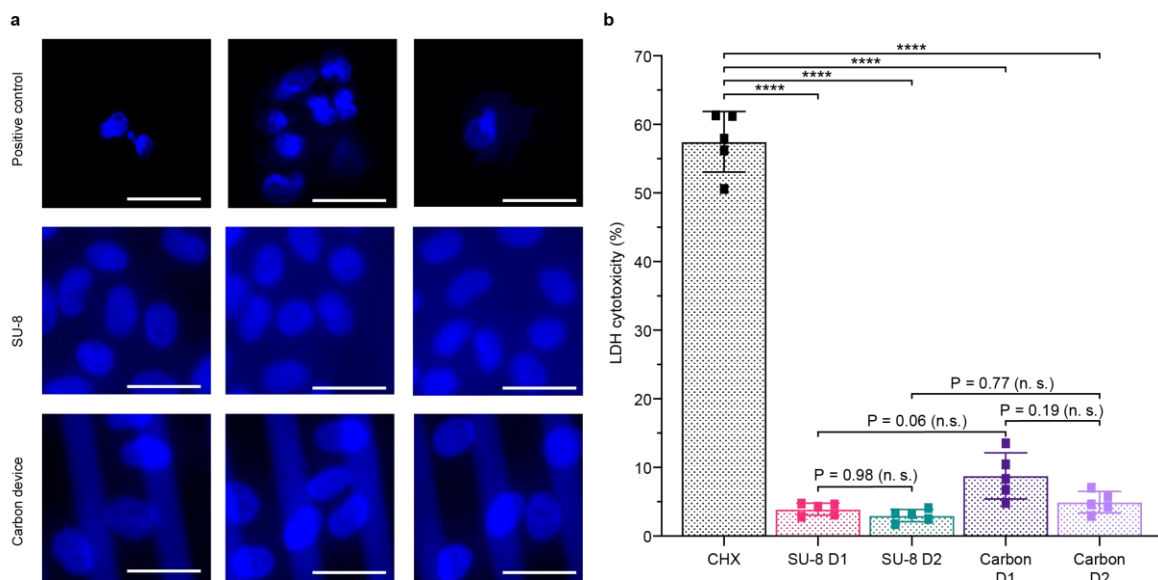 a
Positive control
SU-8
Carbon device
b
LDH cytotoxicity (%)
70
60
50
40
30
20
10
0
****
****
****
****
P = 0.77 (n. s.)
P = 0.19 (n. s.)
P = 0.06 (n.s.)
P = 0.98 (n. s.)
CHX
SU-8 D1
SU-8 D2
Carbon
D1
Carbon
D2